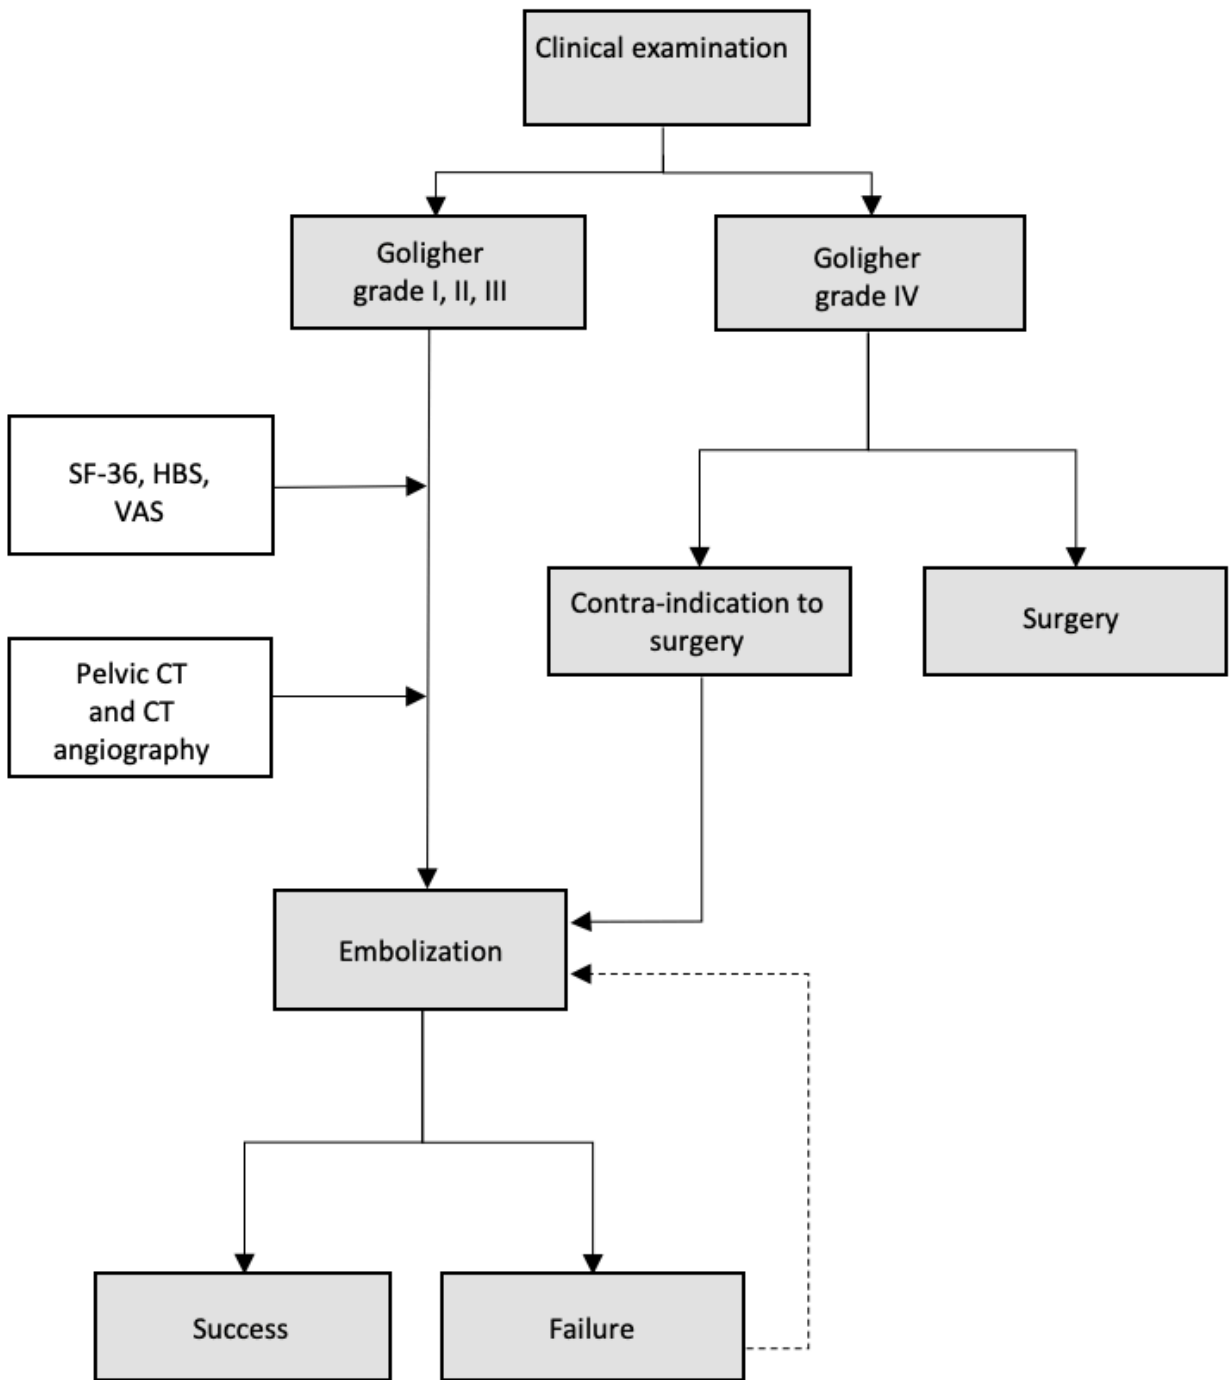 Clinical examination
Goligher
grade I, II, III
Goligher
grade IV
SF-36, HBS,
VAS
Contra-indication to
surgery
Surgery
Pelvic CT
and CT
angiography
Embolization
Success
Failure